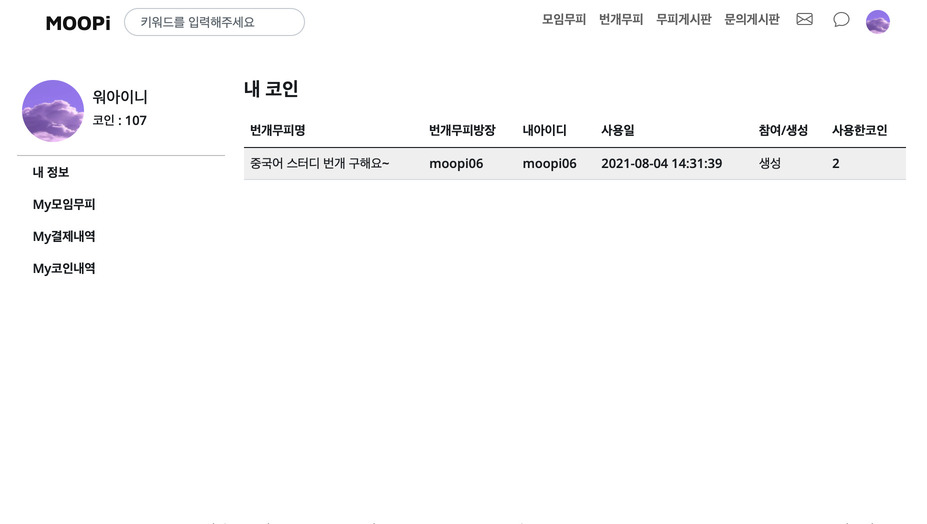 MOOPi
키워드를 입력해주세요
모임무피 번개무피 무피게시판 문의게시판
워아이니
코인 : 107
내 정보
My모임무피
My결제내역
My코인내역
내 코인
번개무피명 번개무피방장 내아이디 사용일 참여/생성 사용한코인
중국어 스터디 번개 구해요~ moopi06 moopi06 2021-08-04 14:31:39 생성 2